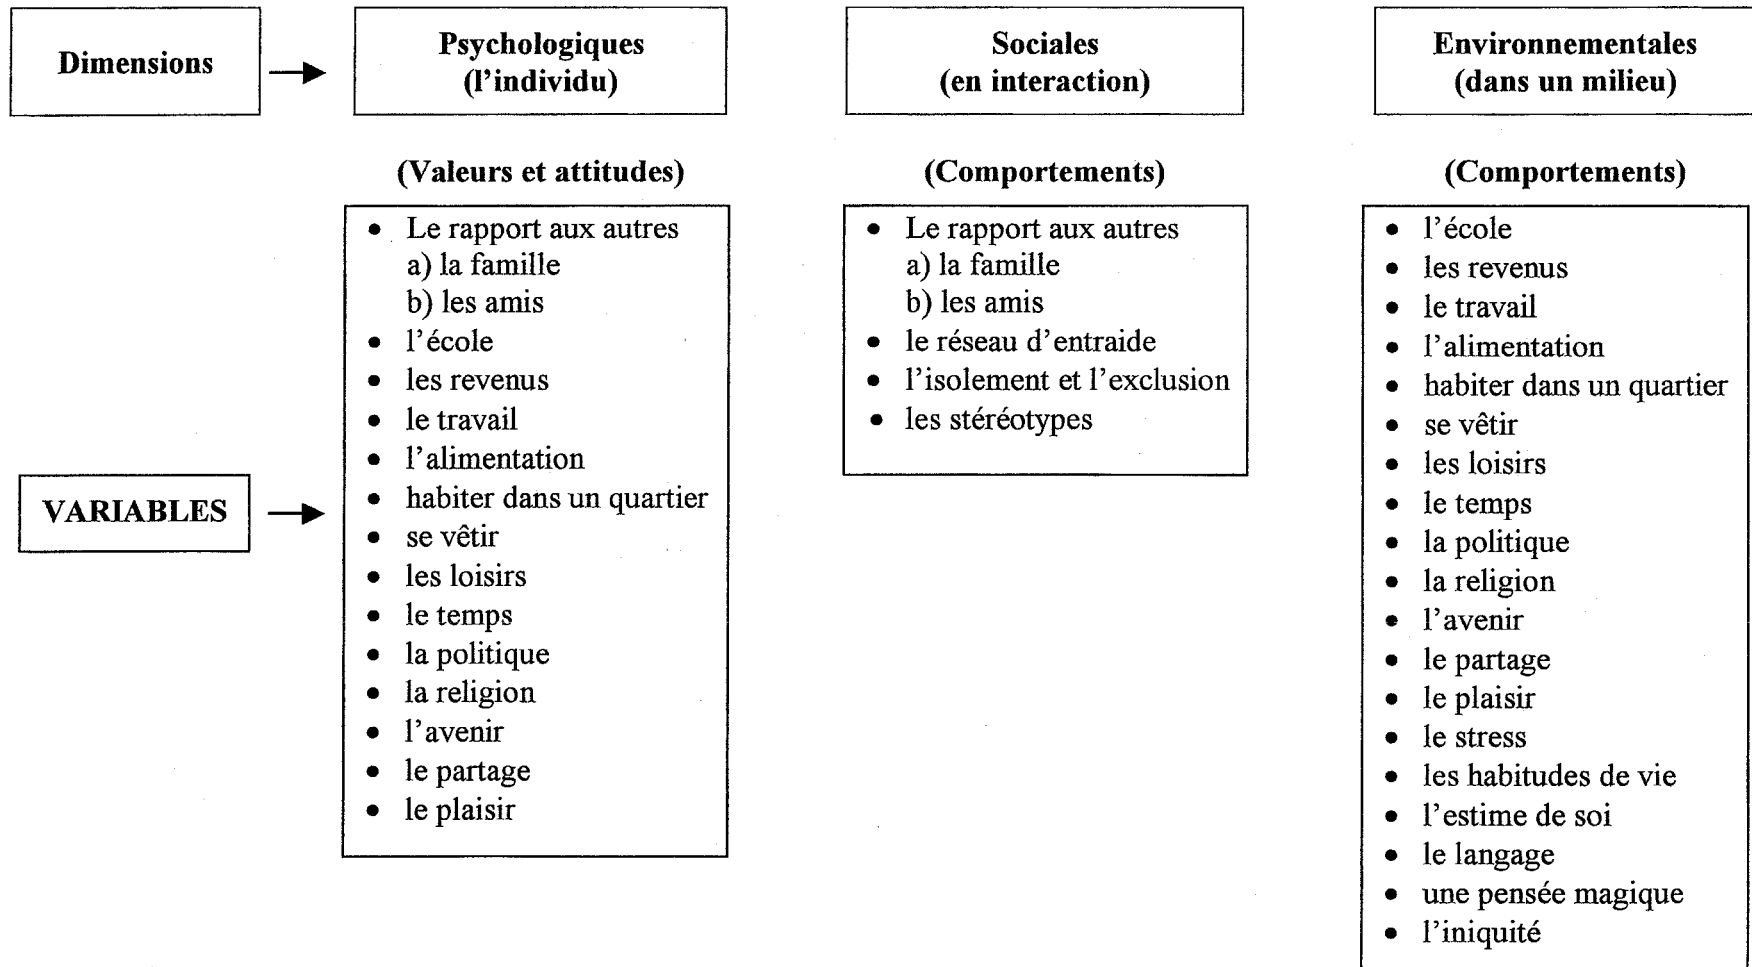 Dimensions
Psychologiques
(l’individu)
Sociales
(en interaction)
Environnementales
(dans un milieu)
(Valeurs et attitudes)
• Le rapport aux autres
a) la famille
b) les amis
• l’école
• les revenus
• le travail
• l’alimentation
• habiter dans un quartier
• se vêtir
• les loisirs
• le temps
• la politique
• la religion
• l’avenir
• le partage
• le plaisir
(Comportements)
• Le rapport aux autres
a) la famille
b) les amis
• le réseau d’entraide
• l’isolement et l’exclusion
• les stéréotypes
(Comportements)
• l’école
• les revenus
• le travail
• l’alimentation
• habiter dans un quartier
• se vêtir
• les loisirs
• le temps
• la politique
• la religion
• l’avenir
• le partage
• le plaisir
• le stress
• les habitudes de vie
• l’estime de soi
• le langage
• une pensée magique
• l’iniquité
VARIABLES